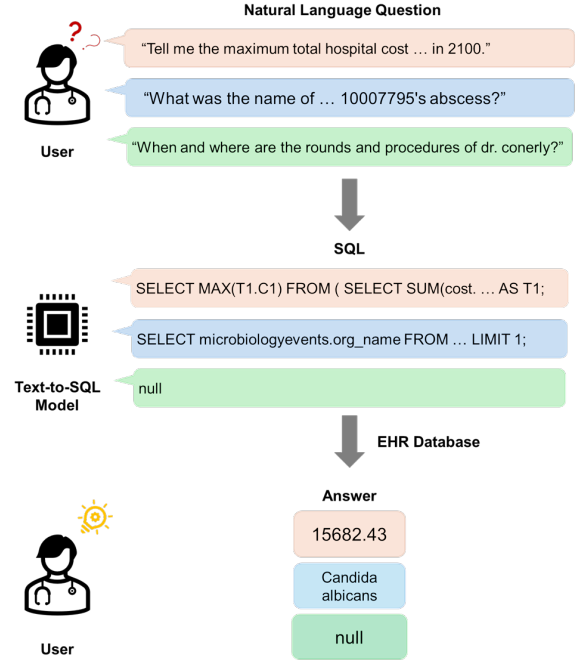 Natural Language Question
“Tell me the maximum total hospital cost … in 2100.”
“What was the name of … 10007795's abscess?”
“When and where are the rounds and procedures of dr. conerly?”
User
SQL
SELECT MAX(T1.C1) FROM ( SELECT SUM(cost. … AS T1;
SELECT microbiologyevents.org_name FROM … LIMIT 1;
null
Text-to-SQL
Model
EHR Database
Answer
15682.43
Candida
albicans
null
User